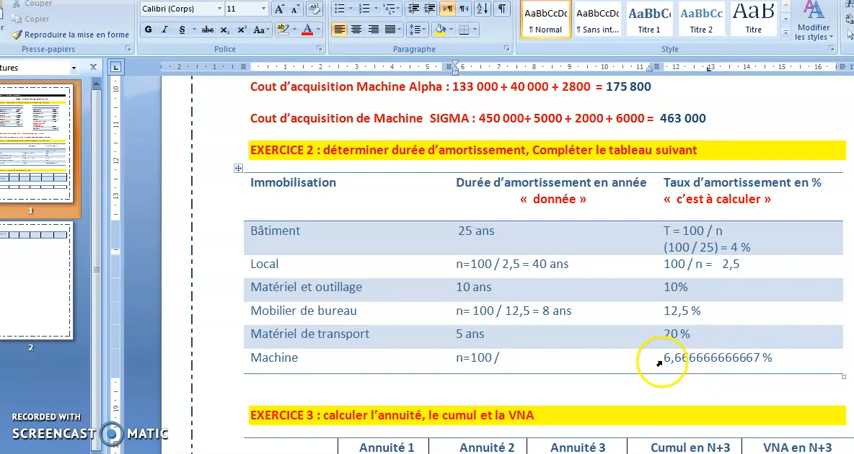 Couper
Copier
Reproduire la mise en forme
Presse-papiers
Calibri (Corps) 11
Police
Paragraphe
AaBbCcDc AaBbCcDc AaBbC AaBbCc AaBb
¶ Normal ¶ Sans int... Titre 1 Titre 2 Titre
Modifier les styles
Style
Cout d’acquisition Machine Alpha : 133 000 + 40 000 + 2800 = 175 800
Cout d’acquisition de Machine SIGMA : 450 000+ 5000 + 2000 + 6000 = 463 000
EXERCICE 2 : déterminer durée d’amortissement, Compléter le tableau suivant
Immobilisation Durée d’amortissement en année Taux d’amortissement en %
« donnée » « c’est à calculer »
Bâtiment 25 ans T = 100 / n
(100 / 25) = 4 %
Local n=100 / 2,5 = 40 ans 100 / n = 2,5
Matériel et outillage 10 ans 10%
Mobilier de bureau n= 100 / 12,5 = 8 ans 12,5 %
Matériel de transport 5 ans 20 %
Machine n=100 / 6,666666666667 %
EXERCICE 3 : calculer l’annuité, le cumul et la VNA
Annuité 1 Annuité 2 Annuité 3 Cumul en N+3 VNA en N+3
1
2
RECORDED WITH
SCREENCAST MATIC